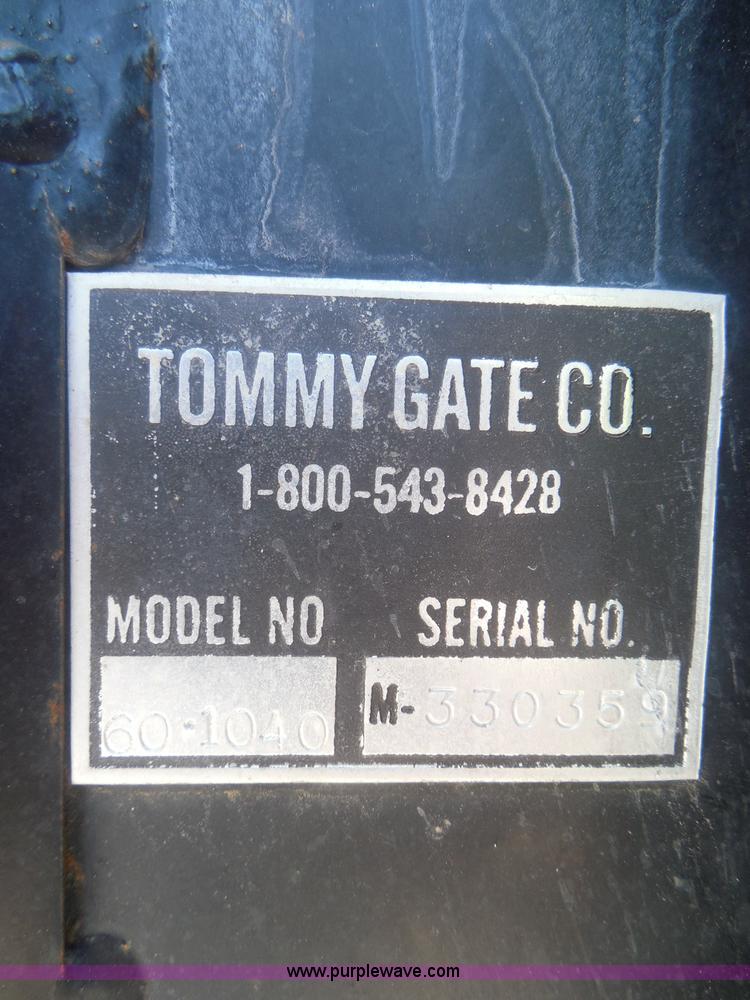 TOMMY GATE CO.
1-800-543-8428
MODEL NO SERIAL NO.
60-1040 M-330359
www.purplewave.com